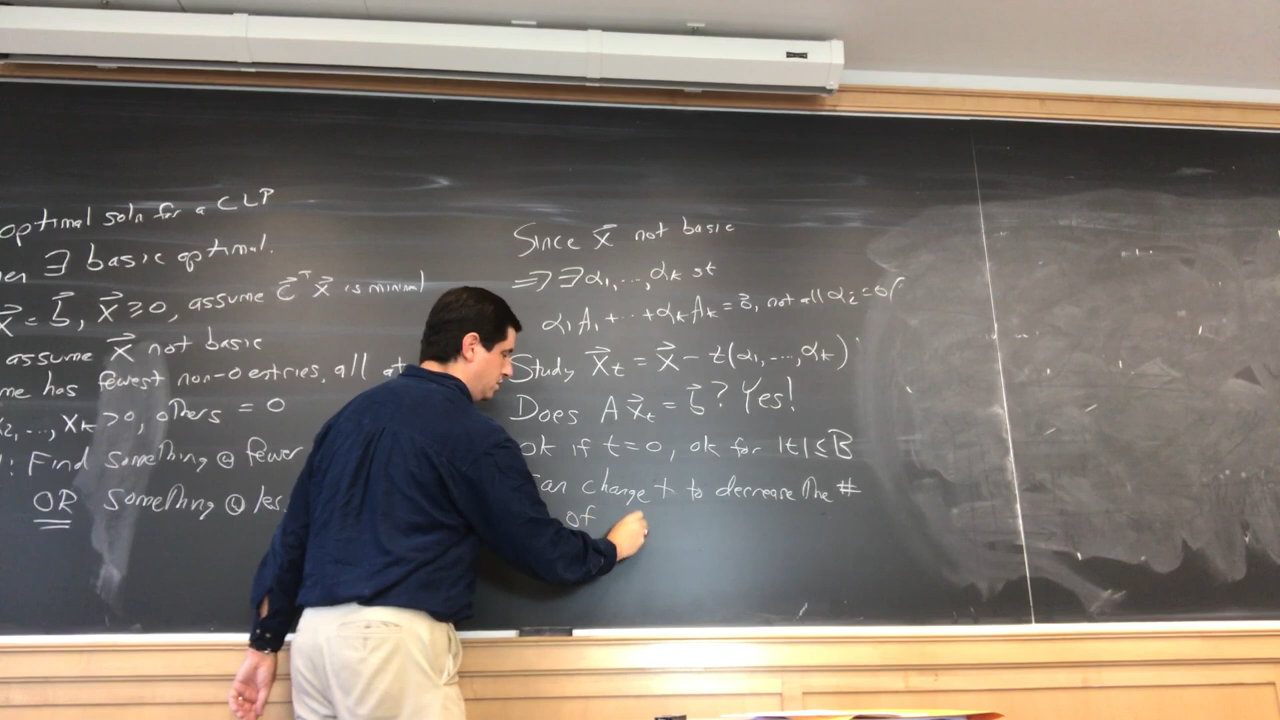 optimal soln for a CLP
∃ basic optimal.
x⃗ = b⃗, x⃗ ≥ 0, assume c⃗ᵀx⃗ is minimal
assume x⃗ not basic
me has fewest non-0 entries, all at
x₂, ..., xₖ > 0, others = 0
: Find something @ fewer
OR something @ les
Since x⃗ not basic
⇒ ∃ α₁, ..., αₖ st
α₁A₁ + ... + αₖAₖ = 0⃗, not all αᵢ = 0
Study x⃗ₜ = x⃗ - t(α₁, ..., αₖ)
Does A x⃗ₜ = b⃗? Yes!
ok if t = 0, ok for |t| ≤ B
can change t to decrease the #
of